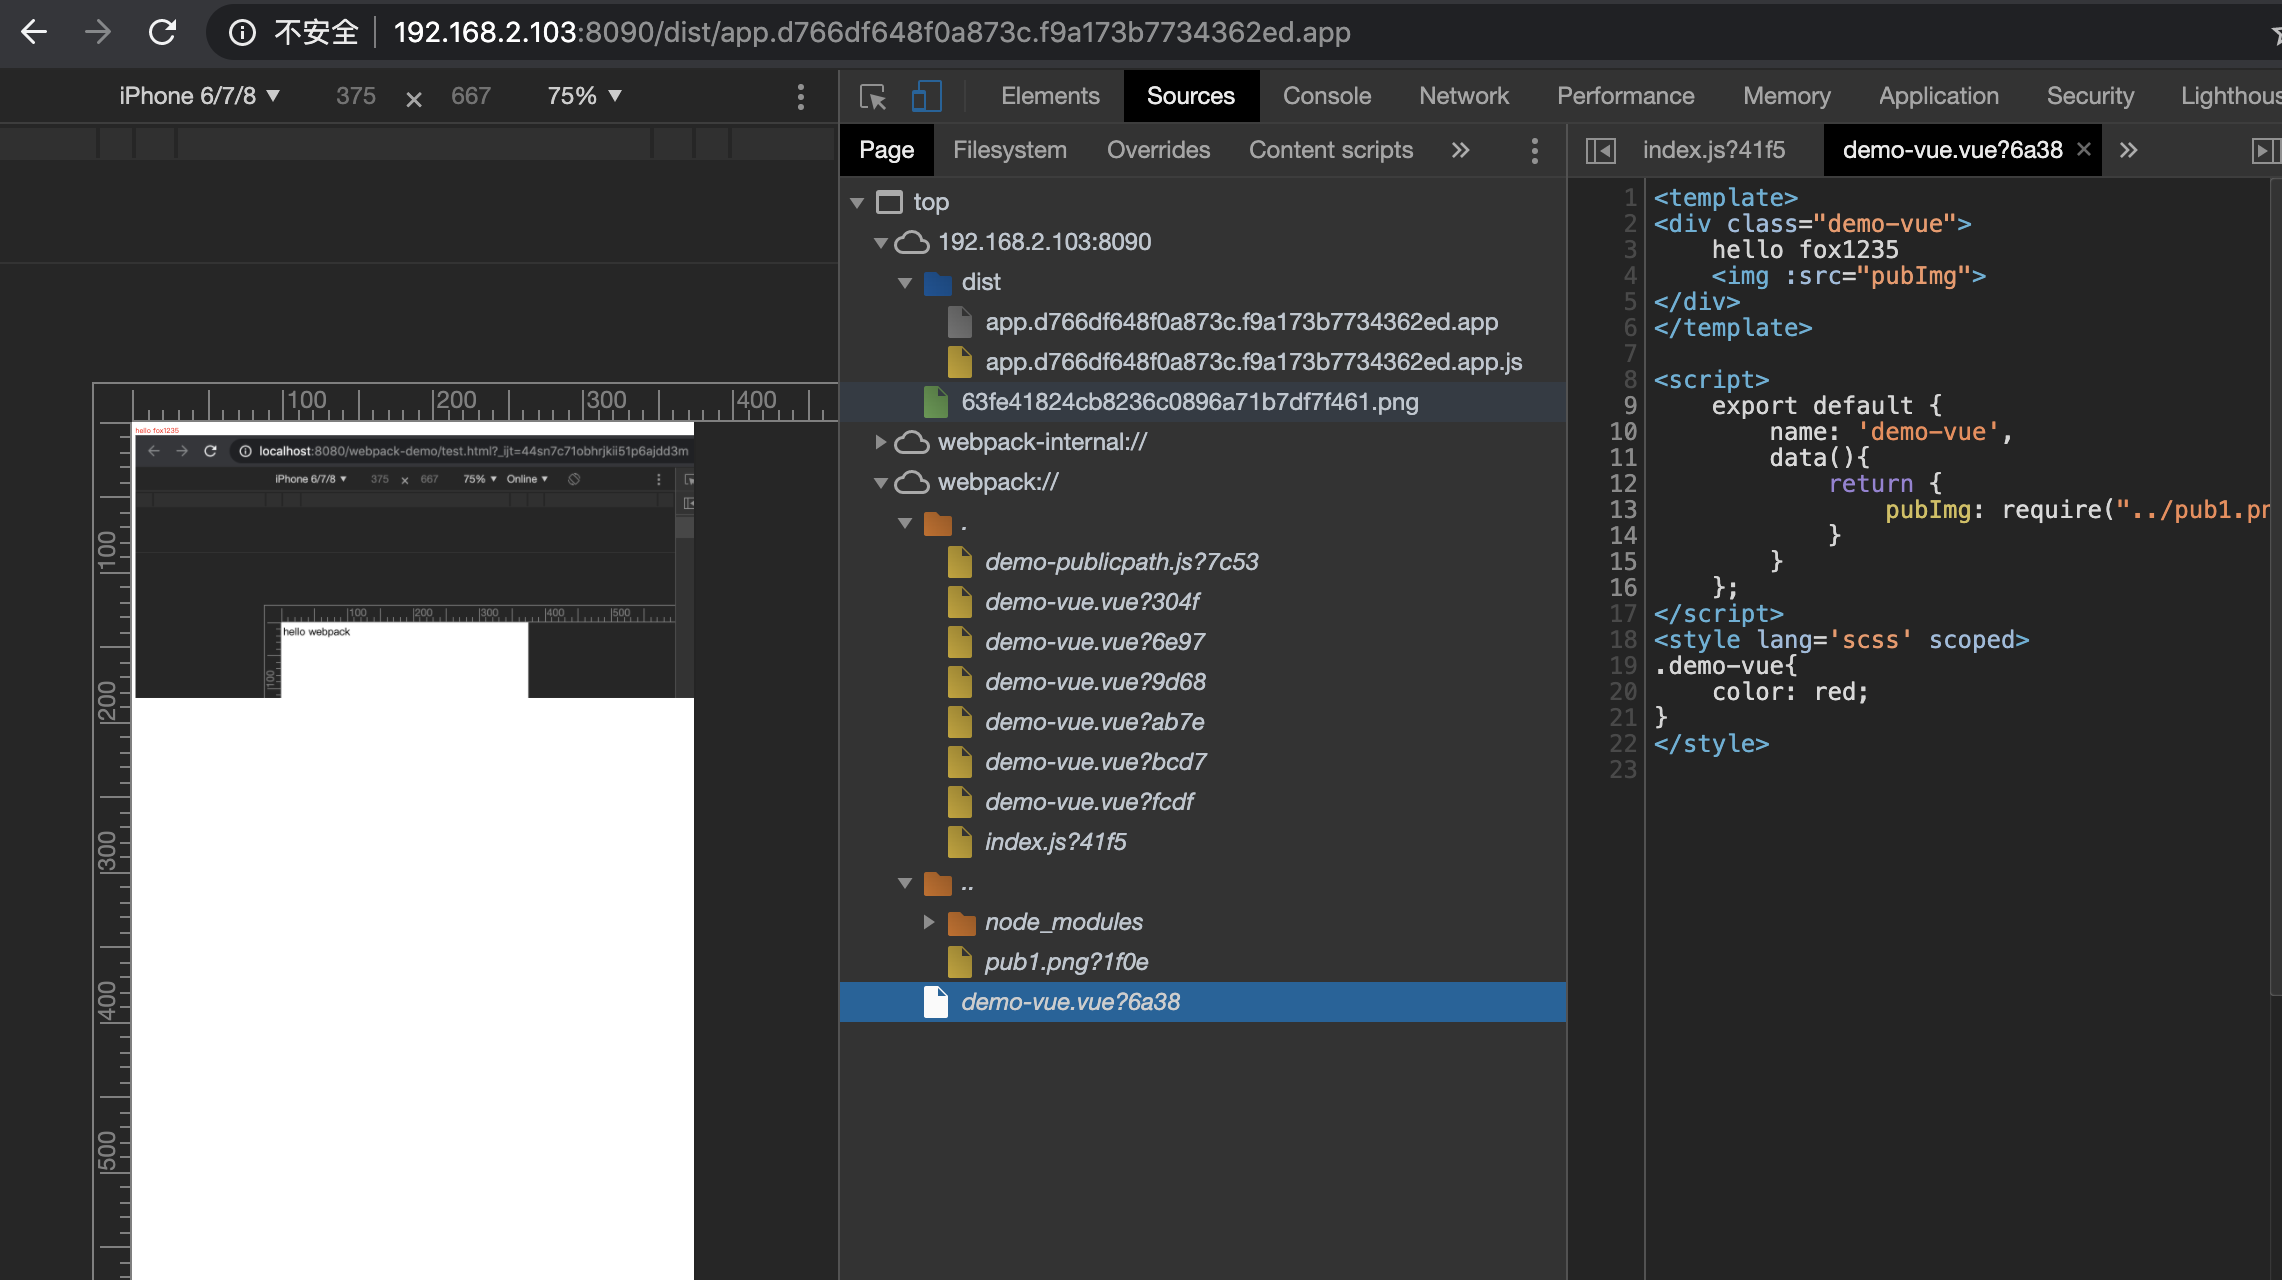 不安全 192.168.2.103:8090/dist/app.d766df648f0a873c.f9a173b7734362ed.app
iPhone 6/7/8 375 × 667 75%
Elements Sources Console Network Performance Memory Application Security Lighthous
Page Filesystem Overrides Content scripts »
index.js?41f5 demo-vue.vue?6a38 × »
top
192.168.2.103:8090
dist
app.d766df648f0a873c.f9a173b7734362ed.app
app.d766df648f0a873c.f9a173b7734362ed.app.js
63fe41824cb8236c0896a71b7df7f461.png
webpack-internal://
webpack://
.
demo-publicpath.js?7c53
demo-vue.vue?304f
demo-vue.vue?6e97
demo-vue.vue?9d68
demo-vue.vue?ab7e
demo-vue.vue?bcd7
demo-vue.vue?fcdf
index.js?41f5
..
node_modules
pub1.png?1f0e
demo-vue.vue?6a38
1 <template>
2 <div class="demo-vue">
3 hello fox1235
4 <img :src="pubImg">
5 </div>
6 </template>
7
8 <script>
9 export default {
10 name: 'demo-vue',
11 data(){
12 return {
13 pubImg: require("../pub1.pn
14 }
15 }
16 };
17 </script>
18 <style lang='scss' scoped>
19 .demo-vue{
20 color: red;
21 }
22 </style>
23
100 200 300 400
100
200
300
400
500
hello fox1235
localhost:8080/webpack-demo/test.html?_ijt=44sn7c71obhrjkii51p6ajdd3m
iPhone 6/7/8 375 × 667 75% Online
100 200 300 400 500
100
hello webpack